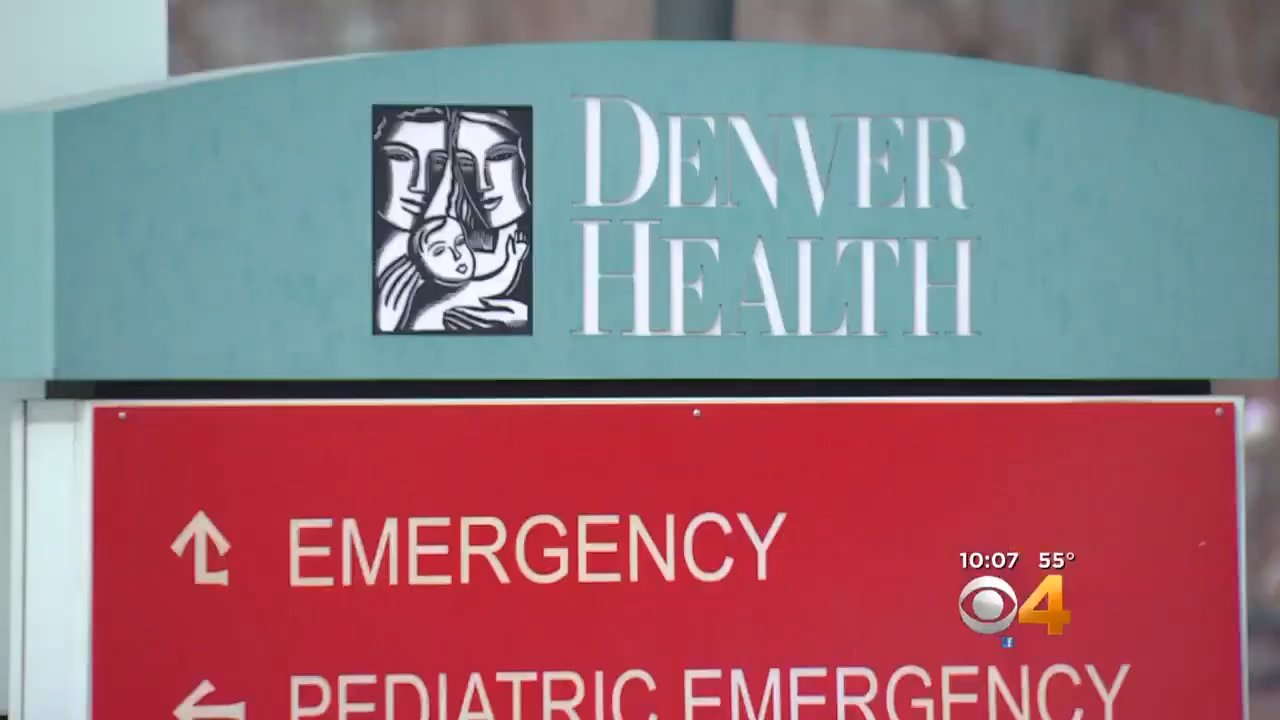 DENVER
HEALTH
EMERGENCY
10:07 55°
4
PEDIATRIC EMERGENCY